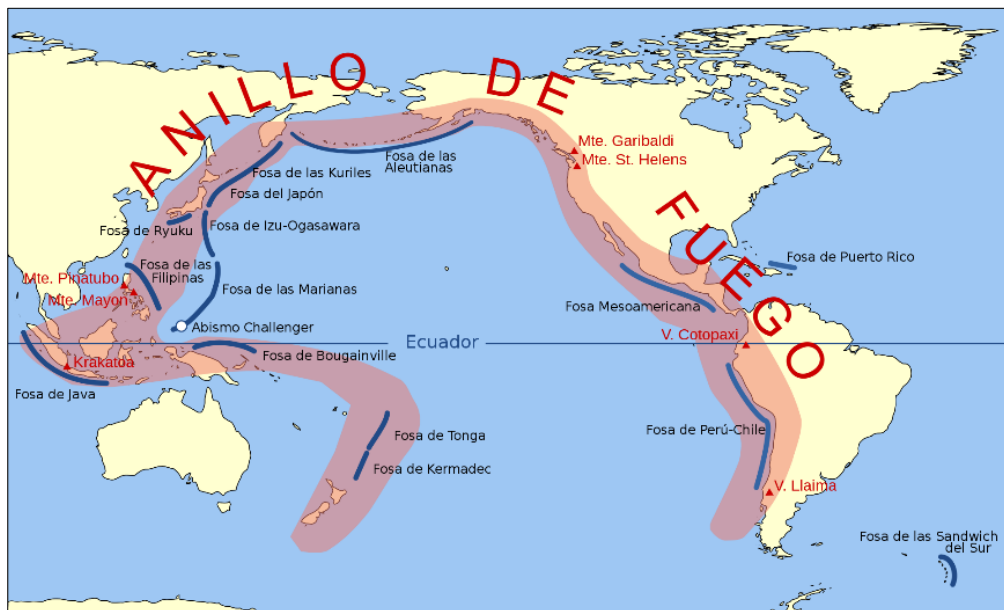 ANILLO DE FUEGO
Mte. Garibaldi
Mte. St. Helens
Fosa de las
Aleutianas
Fosa de las Kuriles
Fosa del Japón
Fosa de Ryuku
Fosa de Izu-Ogasawara
Fosa de Puerto Rico
Fosa de las
Filipinas
Mte. Pinatubo
Mte. Mayon
Fosa de las Marianas
Fosa Mesoamericana
Abismo Challenger
V. Cotopaxi
Ecuador
Fosa de Bougainville
Krakatoa
Fosa de Java
Fosa de Perú-Chile
Fosa de Tonga
Fosa de Kermadec
V. Llaima
Fosa de las Sandwich
del Sur